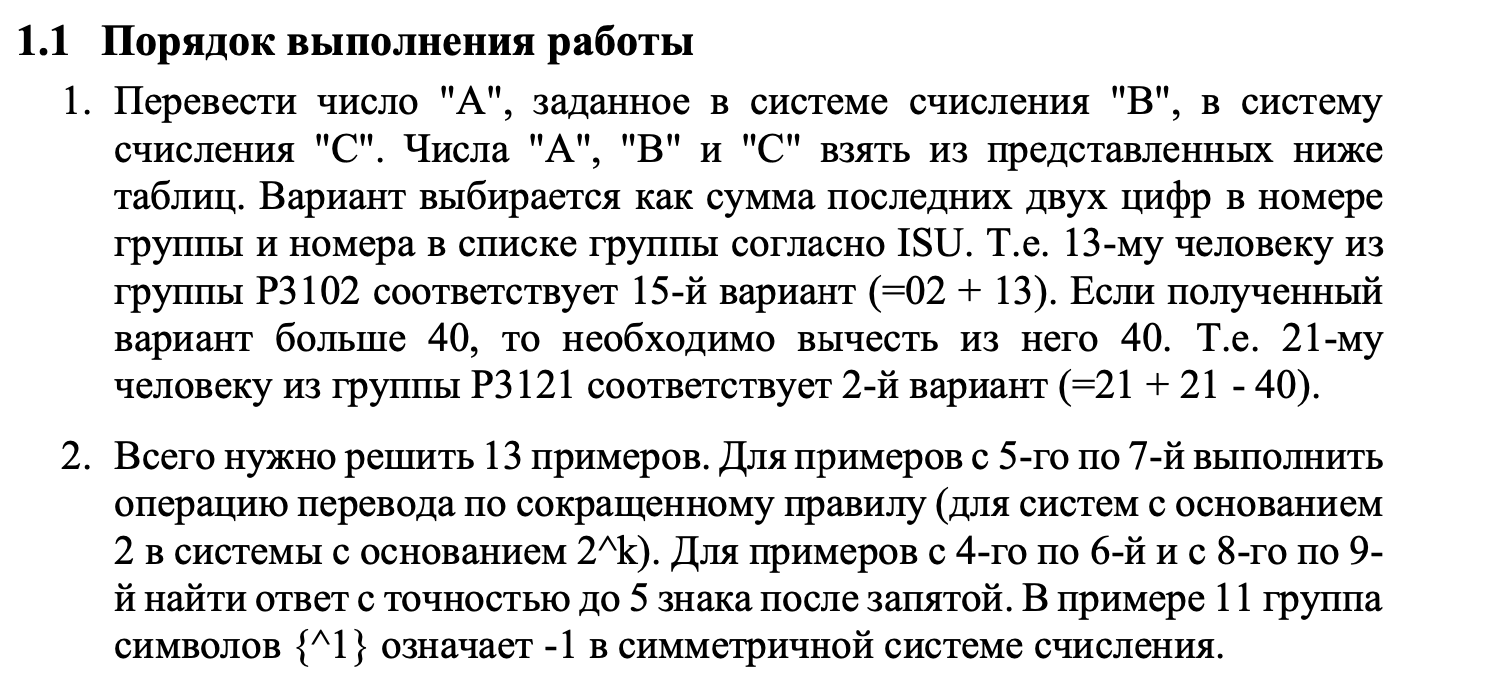 1.1 Порядок выполнения работы
1. Перевести число "А", заданное в системе счисления "В", в систему
счисления "С". Числа "А", "В" и "С" взять из представленных ниже
таблиц. Вариант выбирается как сумма последних двух цифр в номере
группы и номера в списке группы согласно ISU. Т.е. 13-му человеку из
группы P3102 соответствует 15-й вариант (=02 + 13). Если полученный
вариант больше 40, то необходимо вычесть из него 40. Т.е. 21-му
человеку из группы P3121 соответствует 2-й вариант (=21 + 21 - 40).
2. Всего нужно решить 13 примеров. Для примеров с 5-го по 7-й выполнить
операцию перевода по сокращенному правилу (для систем с основанием
2 в системы с основанием 2^k). Для примеров с 4-го по 6-й и с 8-го по 9-
й найти ответ с точностью до 5 знака после запятой. В примере 11 группа
символов {^1} означает -1 в симметричной системе счисления.